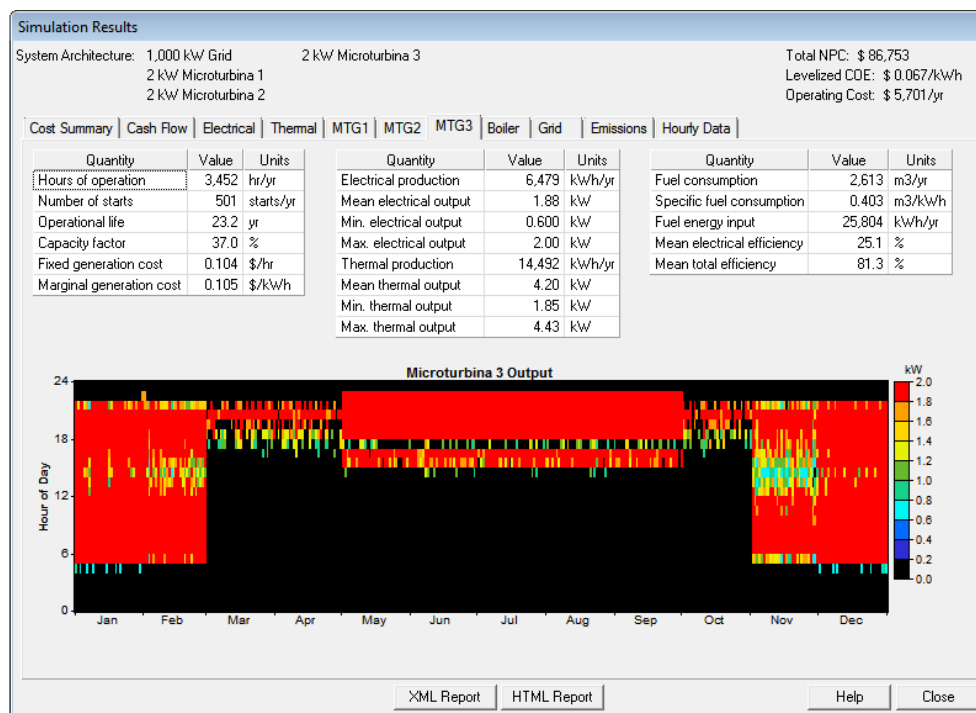 Simulation Results
System Architecture: 1,000 kW Grid 2 kW Microturbina 3
2 kW Microturbina 1
2 kW Microturbina 2
Total NPC: $ 86,753
Levelized COE: $ 0.067/kWh
Operating Cost: $ 5,701/yr
Cost Summary Cash Flow Electrical Thermal MTG1 MTG2 MTG3 Boiler Grid Emissions Hourly Data
Quantity Value Units
Hours of operation 3,452 hr/yr
Number of starts 501 starts/yr
Operational life 23.2 yr
Capacity factor 37.0 %
Fixed generation cost 0.104 $/hr
Marginal generation cost 0.105 $/kWh
Quantity Value Units
Electrical production 6,479 kWh/yr
Mean electrical output 1.88 kW
Min. electrical output 0.600 kW
Max. electrical output 2.00 kW
Thermal production 14,492 kWh/yr
Mean thermal output 4.20 kW
Min. thermal output 1.85 kW
Max. thermal output 4.43 kW
Quantity Value Units
Fuel consumption 2,613 m3/yr
Specific fuel consumption 0.403 m3/kWh
Fuel energy input 25,804 kWh/yr
Mean electrical efficiency 25.1 %
Mean total efficiency 81.3 %
Microturbina 3 Output
Hour of Day
24
18
12
6
0
Jan Feb Mar Apr May Jun Jul Aug Sep Oct Nov Dec
kW
2.0
1.8
1.6
1.4
1.2
1.0
0.8
0.6
0.4
0.2
0.0
XML Report HTML Report Help Close